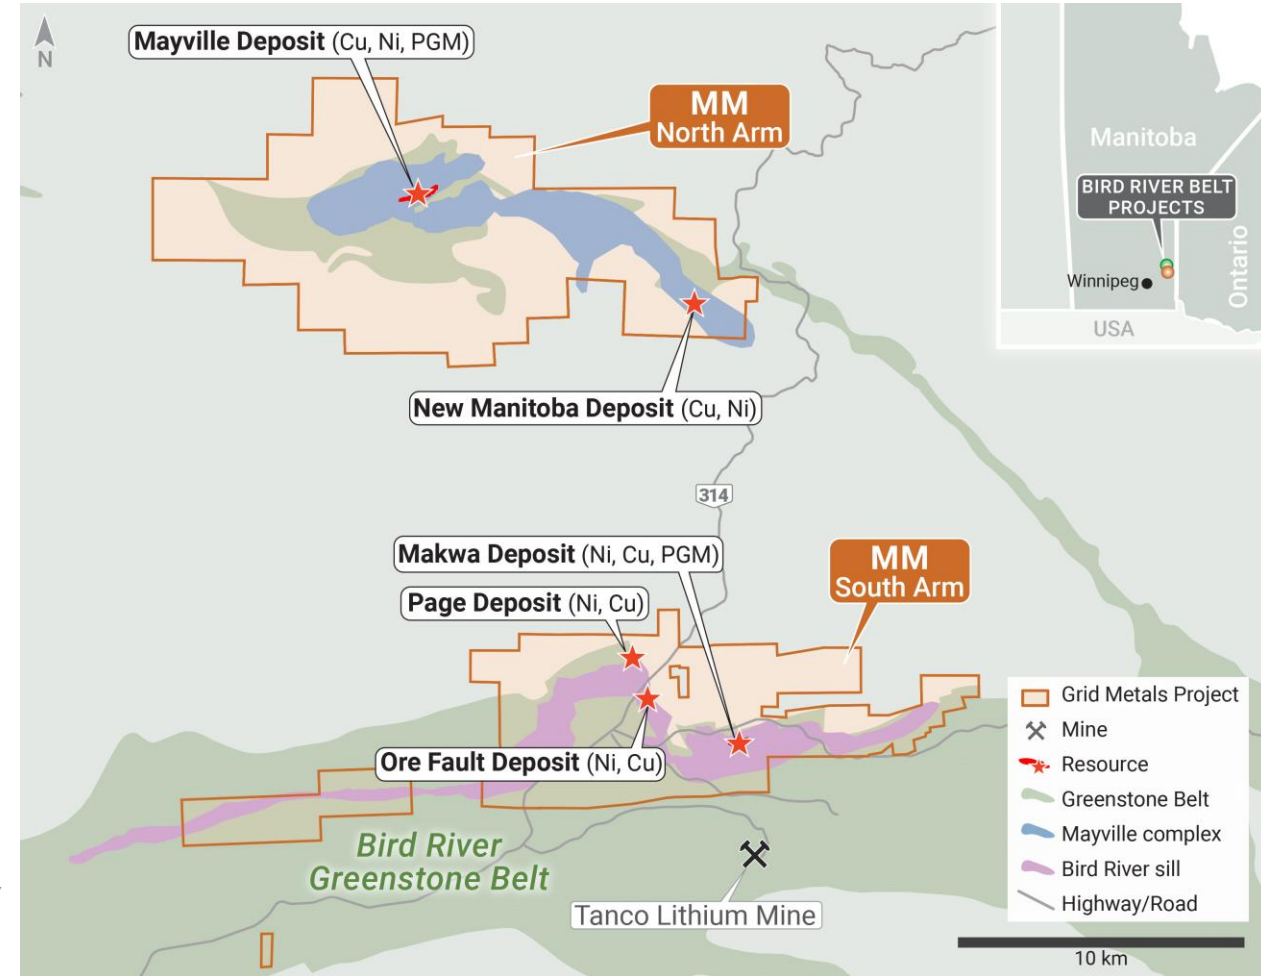 N
Mayville Deposit (Cu, Ni, PGM)
MM
North Arm
Manitoba
BIRD RIVER BELT
PROJECTS
Ontario
Winnipeg
USA
New Manitoba Deposit (Cu, Ni)
314
Makwa Deposit (Ni, Cu, PGM)
MM
South Arm
Page Deposit (Ni, Cu)
Ore Fault Deposit (Ni, Cu)
Bird River
Greenstone Belt
Tanco Lithium Mine
Grid Metals Project
Mine
Resource
Greenstone Belt
Mayville complex
Bird River sill
Highway/Road
10 km